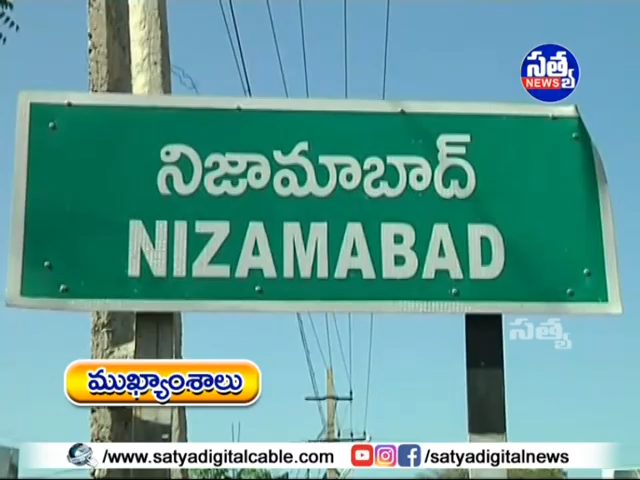 సత్య
NEWS
నిజామాబాద్
NIZAMABAD
సత్య
ముఖ్యాంశాలు
//www.satyadigitalcable.com
/satyadigitalnews